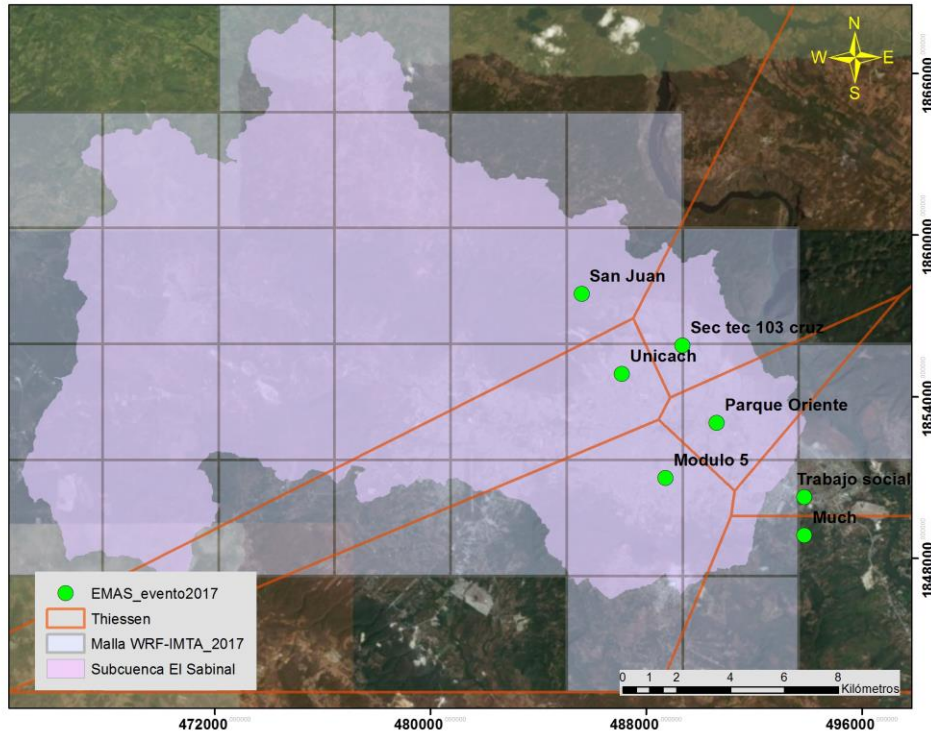 N
W E
S
San Juan
Sec tec 103 cruz
Unicach
Parque Oriente
Modulo 5
Trabajo social
Much
EMAS_evento2017
Thiessen
Malla WRF-IMTA_2017
Subcuenca El Sabinal
0 1 2 4 6 8
Kilómetros
472000
480000
488000
496000
1866000
1860000
1854000
1848000